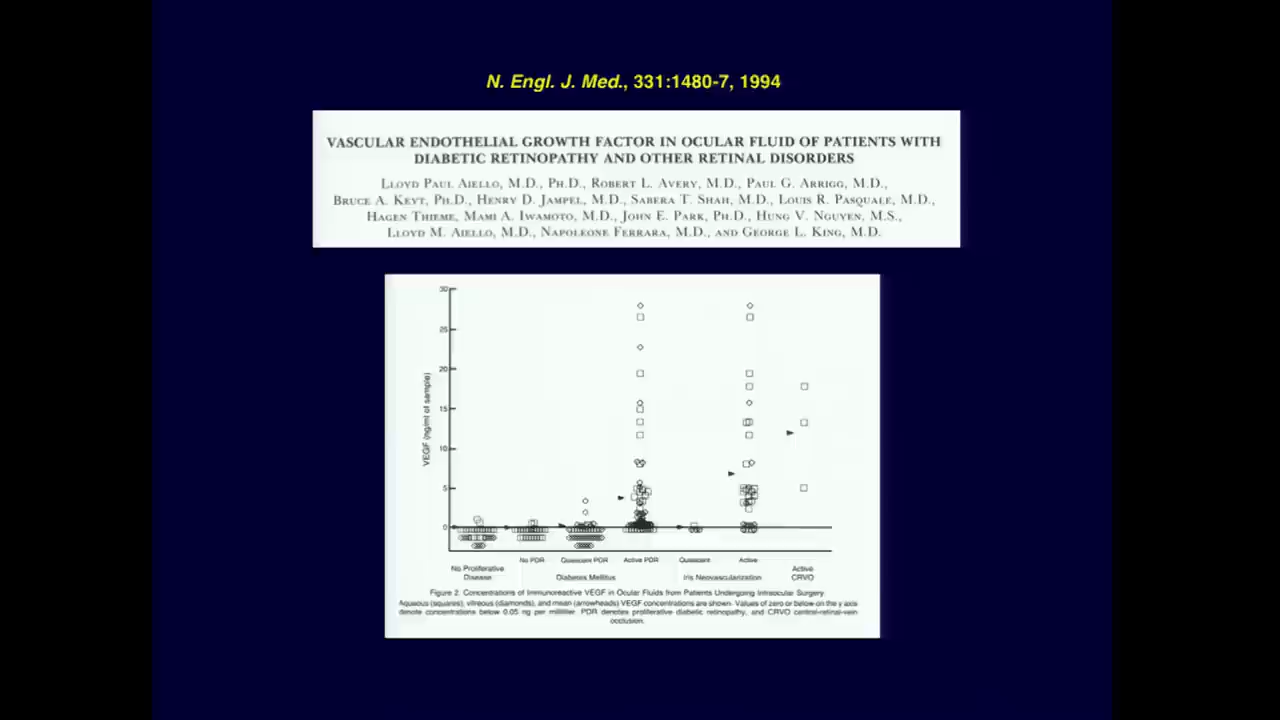 N. Engl. J. Med., 331:1480-7, 1994
VASCULAR ENDOTHELIAL GROWTH FACTOR IN OCULAR FLUID OF PATIENTS WITH
DIABETIC RETINOPATHY AND OTHER RETINAL DISORDERS
LLOYD PAUL AIELLO, M.D., PH.D., ROBERT L. AVERY, M.D., PAUL G. ARRIGG, M.D.,
BRUCE A. KEYT, PH.D., HENRY D. JAMPEL, M.D., SABERA T. SHAH, M.D., LOUIS R. PASQUALE, M.D.,
HAGEN THIEME, MAMI A. IWAMOTO, M.D., JOHN E. PARK, PH.D., HUNG V. NGUYEN, M.S.,
LLOYD M. AIELLO, M.D., NAPOLEONE FERRARA, M.D., AND GEORGE L. KING, M.D.
VEGF (ng/ml of sample)
30
25
20
15
10
5
0
No PDR Quiescent PDR Active PDR Quiescent Active
No Proliferative Disease
Diabetes Mellitus
Iris Neovascularization
Active CRVO
Figure 2. Concentrations of Immunoreactive VEGF in Ocular Fluids from Patients Undergoing Intraocular Surgery
Aqueous (squares), vitreous (diamonds), and mean (arrowheads) VEGF concentrations are shown. Values of zero or below on the y axis
denote concentrations below 0.05 ng per milliliter. PDR denotes proliferative diabetic retinopathy, and CRVO central-retinal-vein
occlusion.